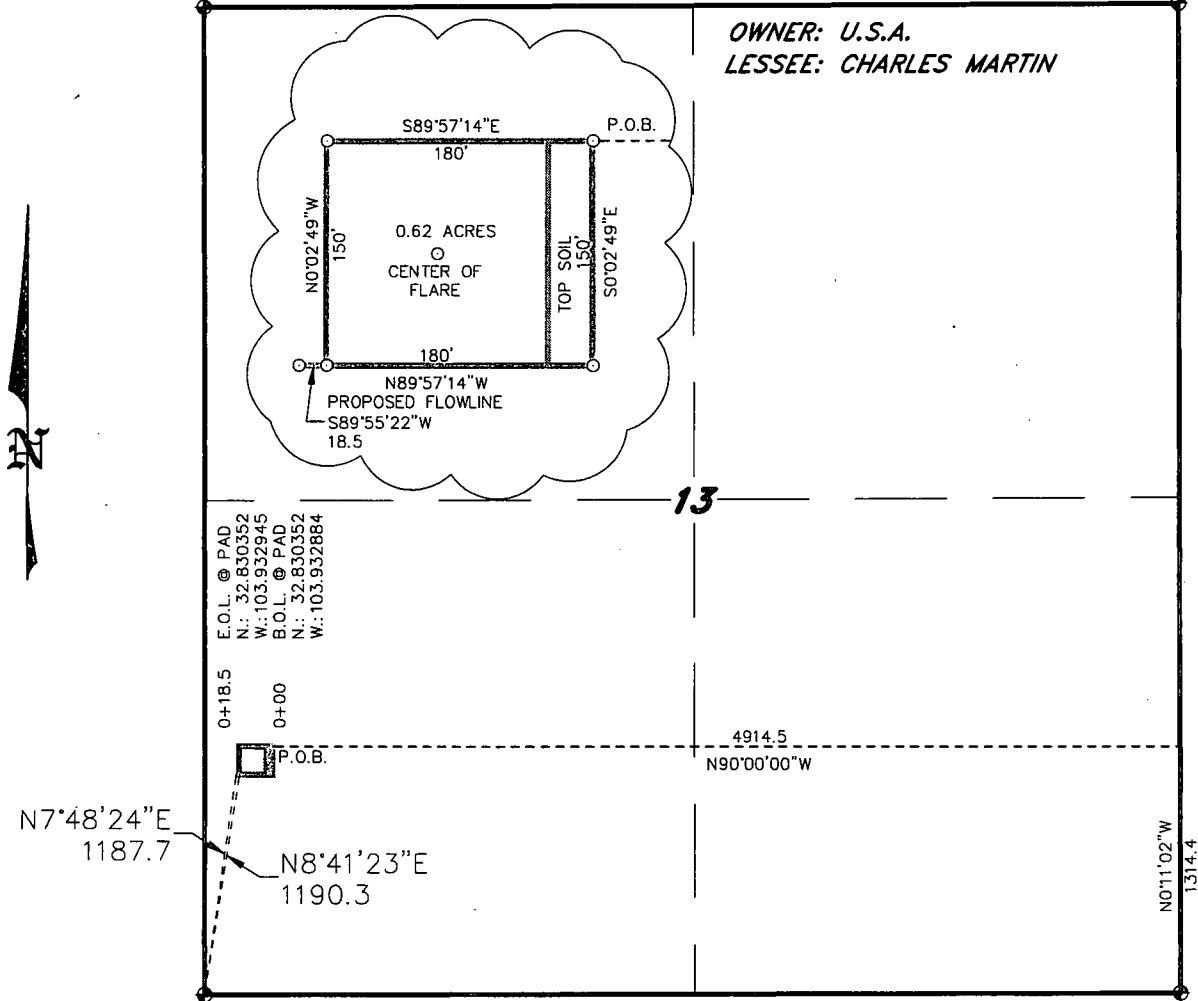 OWNER: U.S.A.
LESSEE: CHARLES MARTIN
S89°57'14"E
180'
P.O.B.
N0°02'49"W
150'
0.62 ACRES
CENTER OF
FLARE
TOP SOIL
150'
S0°02'49"E
180'
N89°57'14"W
PROPOSED FLOWLINE
S89°55'22"W
18.5
N
13
E.O.L. @ PAD
N.: 32.830352
W.: 103.932945
B.O.L. @ PAD
N.: 32.830352
W.: 103.932884
0+18.5
0+00
P.O.B.
4914.5
N90°00'00"W
N7°48'24"E
1187.7
N8°41'23"E
1190.3
N0°11'02"W
1314.4